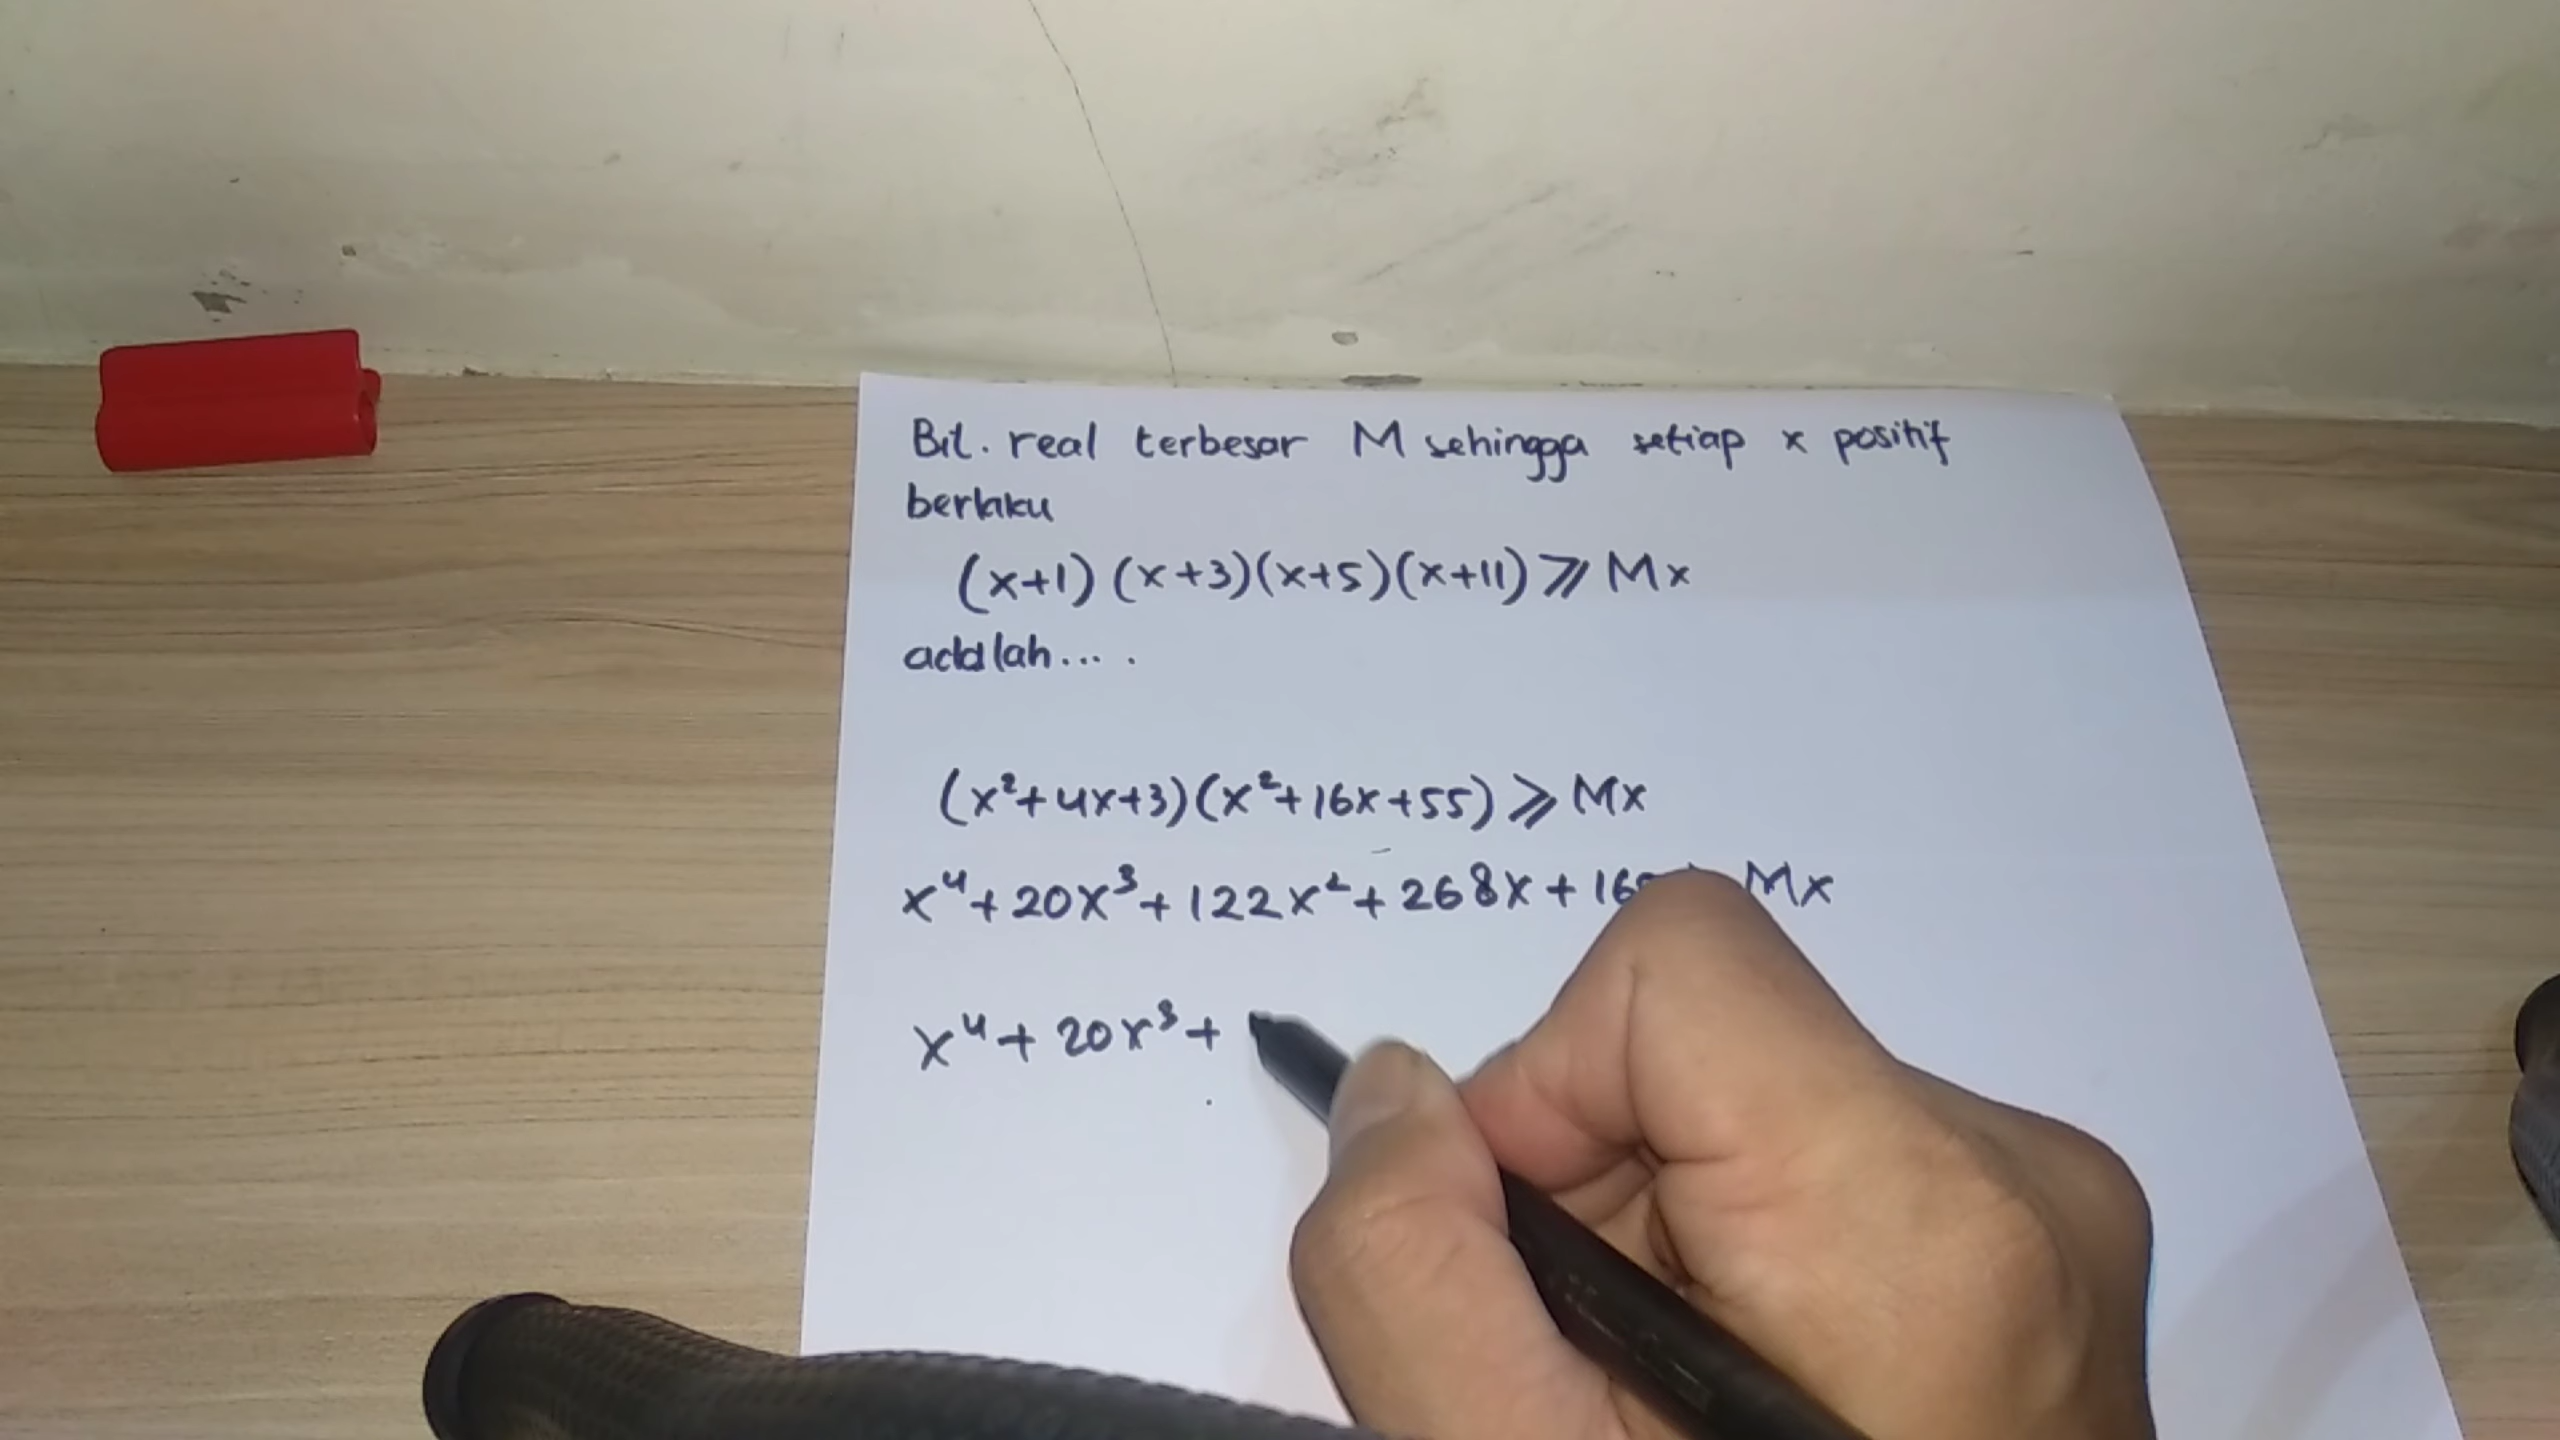 Bil. real terbesar M sehingga setiap x positif
berlaku
(x+1) (x+3)(x+5)(x+11) ⩾ Mx
adalah....
(x²+4x+3)(x²+16x+55) ⩾ Mx
x⁴+20x³+122x²+268x+16 Mx
x⁴+20x³+